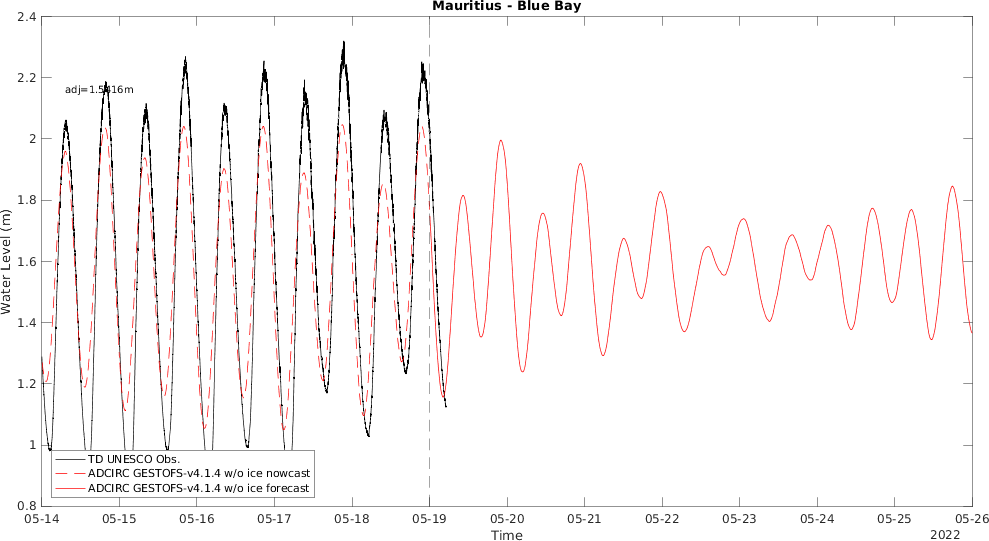 Mauritius - Blue Bay
2.4
2.2
2
1.8
1.6
1.4
1.2
1
0.8
Water Level (m)
adj=1.5416m
TD UNESCO Obs.
ADCIRC GESTOFS-v4.1.4 w/o ice nowcast
ADCIRC GESTOFS-v4.1.4 w/o ice forecast
05-14 05-15 05-16 05-17 05-18 05-19 05-20 05-21 05-22 05-23 05-24 05-25 05-26
Time
2022